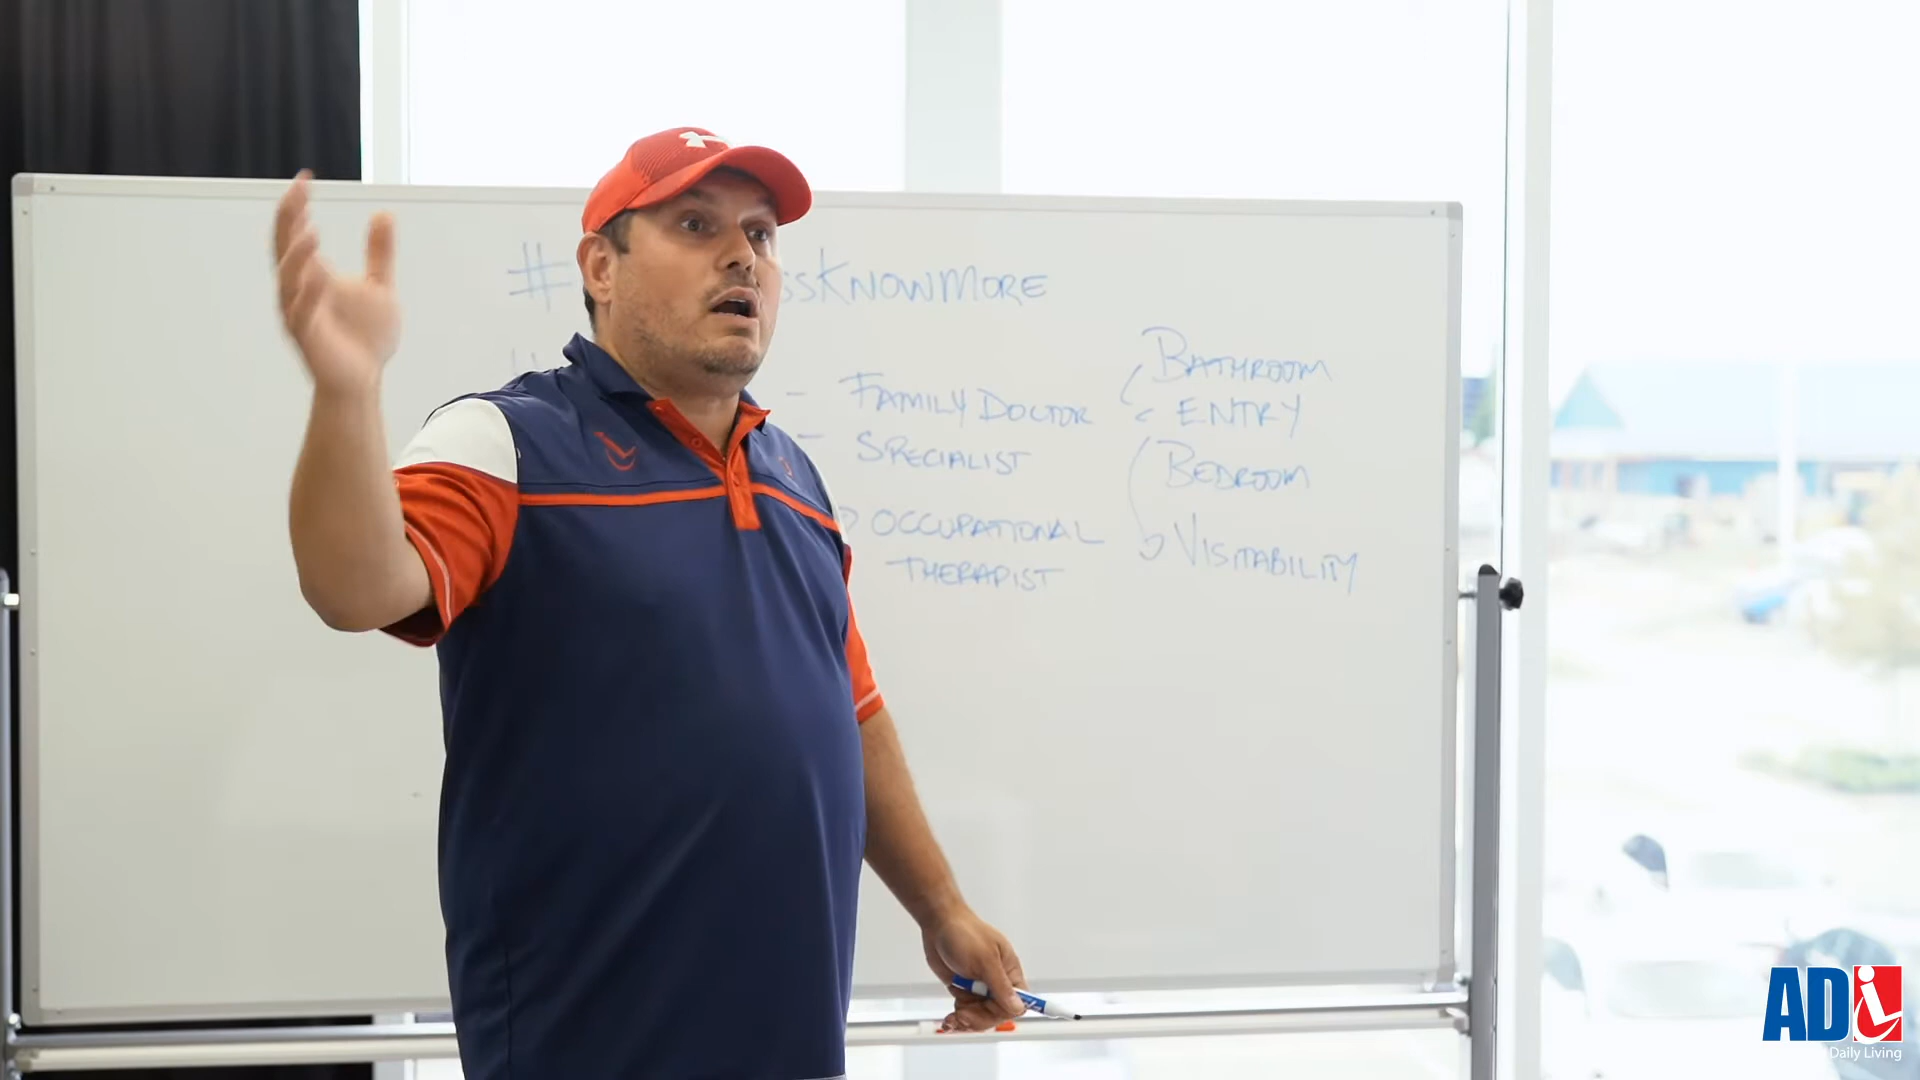 #
SSKNOWMORE
- FAMILY DOCTOR
- SPECIALIST
OCCUPATIONAL
THERAPIST
BATHROOM
ENTRY
BEDROOM
VISITABILITY
ADL
Daily Living